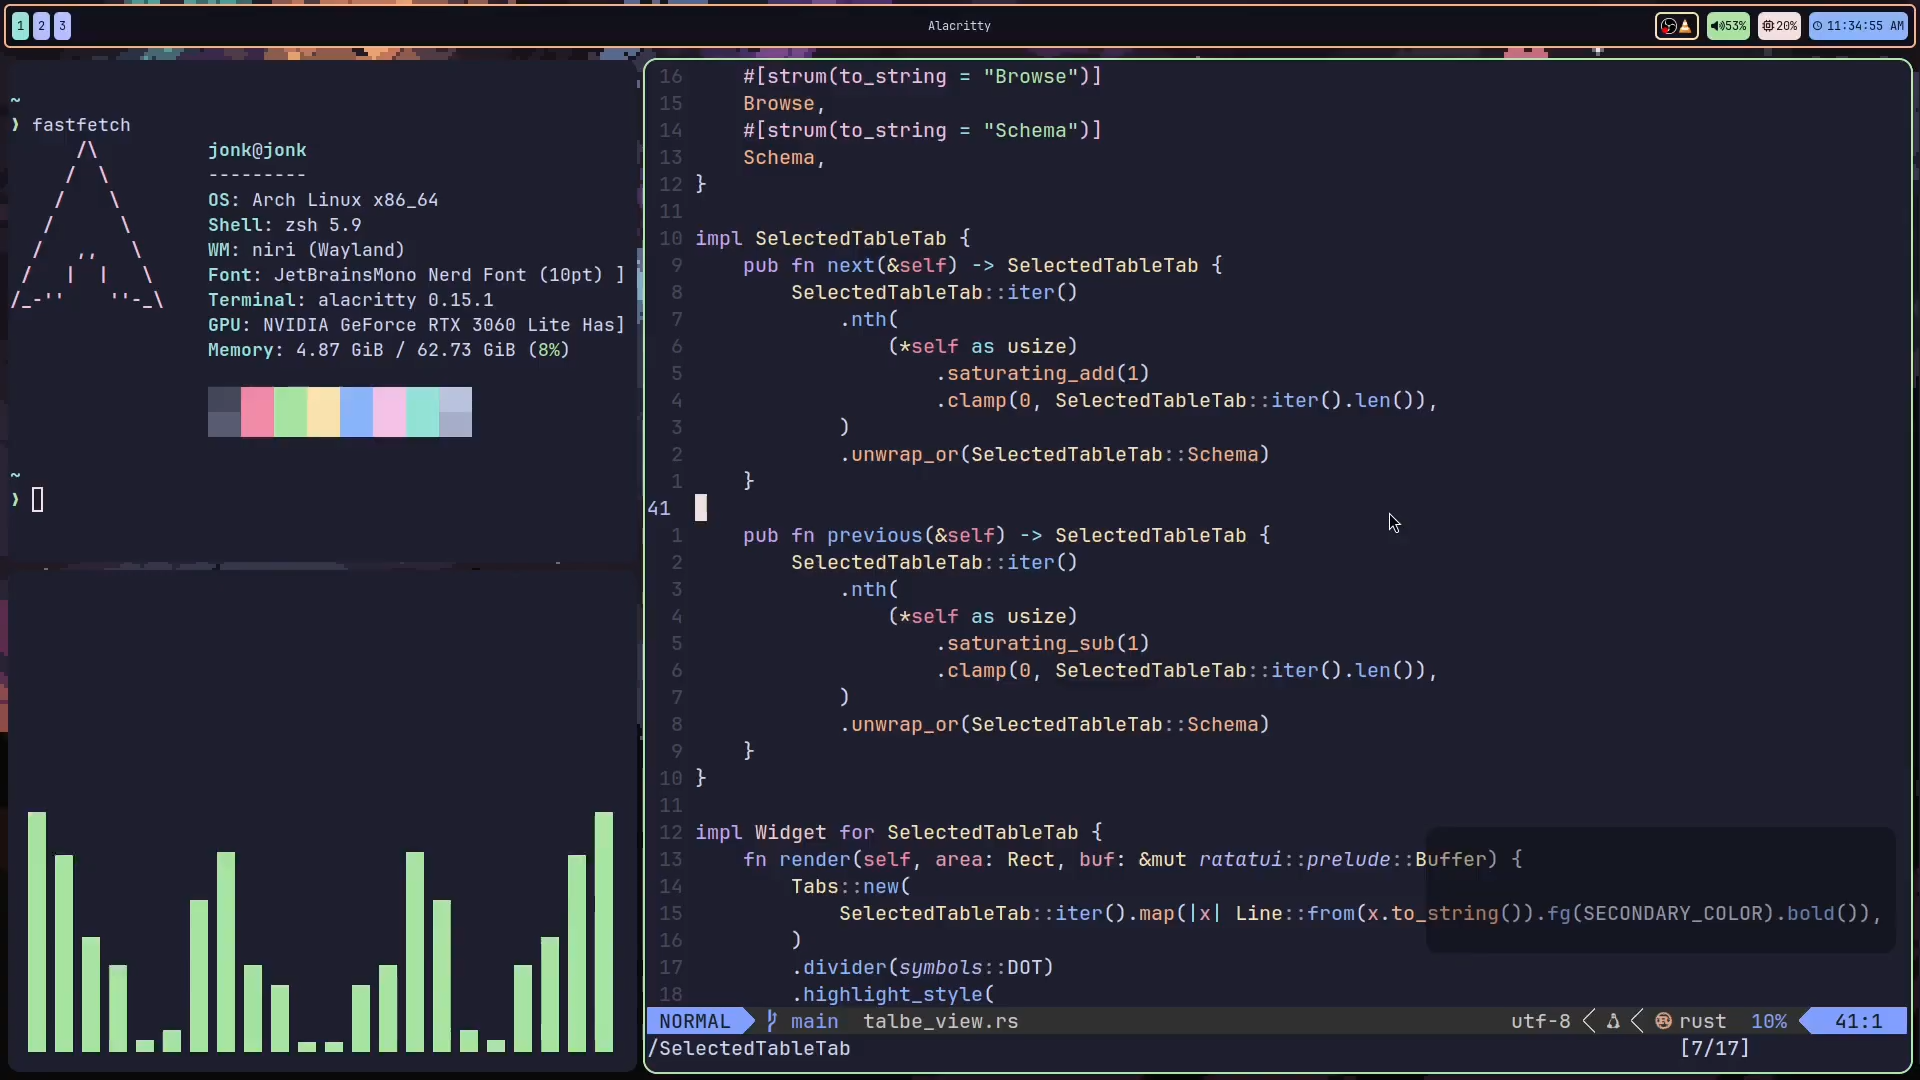 1 2 3
Alacritty
53% 20% 11:34:55 AM
~
❯ fastfetch
/\
/ \
/ \
/ \
/ ,, \
/ | | \
/_-'' ''-_\
jonk@jonk
---------
OS: Arch Linux x86_64
Shell: zsh 5.9
WM: niri (Wayland)
Font: JetBrainsMono Nerd Font (10pt) ]
Terminal: alacritty 0.15.1
GPU: NVIDIA GeForce RTX 3060 Lite Has]
Memory: 4.87 GiB / 62.73 GiB (8%)
~
❯
16 #[strum(to_string = "Browse")]
15 Browse,
14 #[strum(to_string = "Schema")]
13 Schema,
12 }
11
10 impl SelectedTableTab {
9 pub fn next(&self) -> SelectedTableTab {
8 SelectedTableTab::iter()
7 .nth(
6 (*self as usize)
5 .saturating_add(1)
4 .clamp(0, SelectedTableTab::iter().len()),
3 )
2 .unwrap_or(SelectedTableTab::Schema)
1 }
41
1 pub fn previous(&self) -> SelectedTableTab {
2 SelectedTableTab::iter()
3 .nth(
4 (*self as usize)
5 .saturating_sub(1)
6 .clamp(0, SelectedTableTab::iter().len()),
7 )
8 .unwrap_or(SelectedTableTab::Schema)
9 }
10 }
11
12 impl Widget for SelectedTableTab {
13 fn render(self, area: Rect, buf: &mut ratatui::prelude::Buffer) {
14 Tabs::new(
15 SelectedTableTab::iter().map(|x| Line::from(x.to_string()).fg(SECONDARY_COLOR).bold()),
16 )
17 .divider(symbols::DOT)
18 .highlight_style(
NORMAL main talbe_view.rs utf-8 rust 10% 41:1
/SelectedTableTab [7/17]